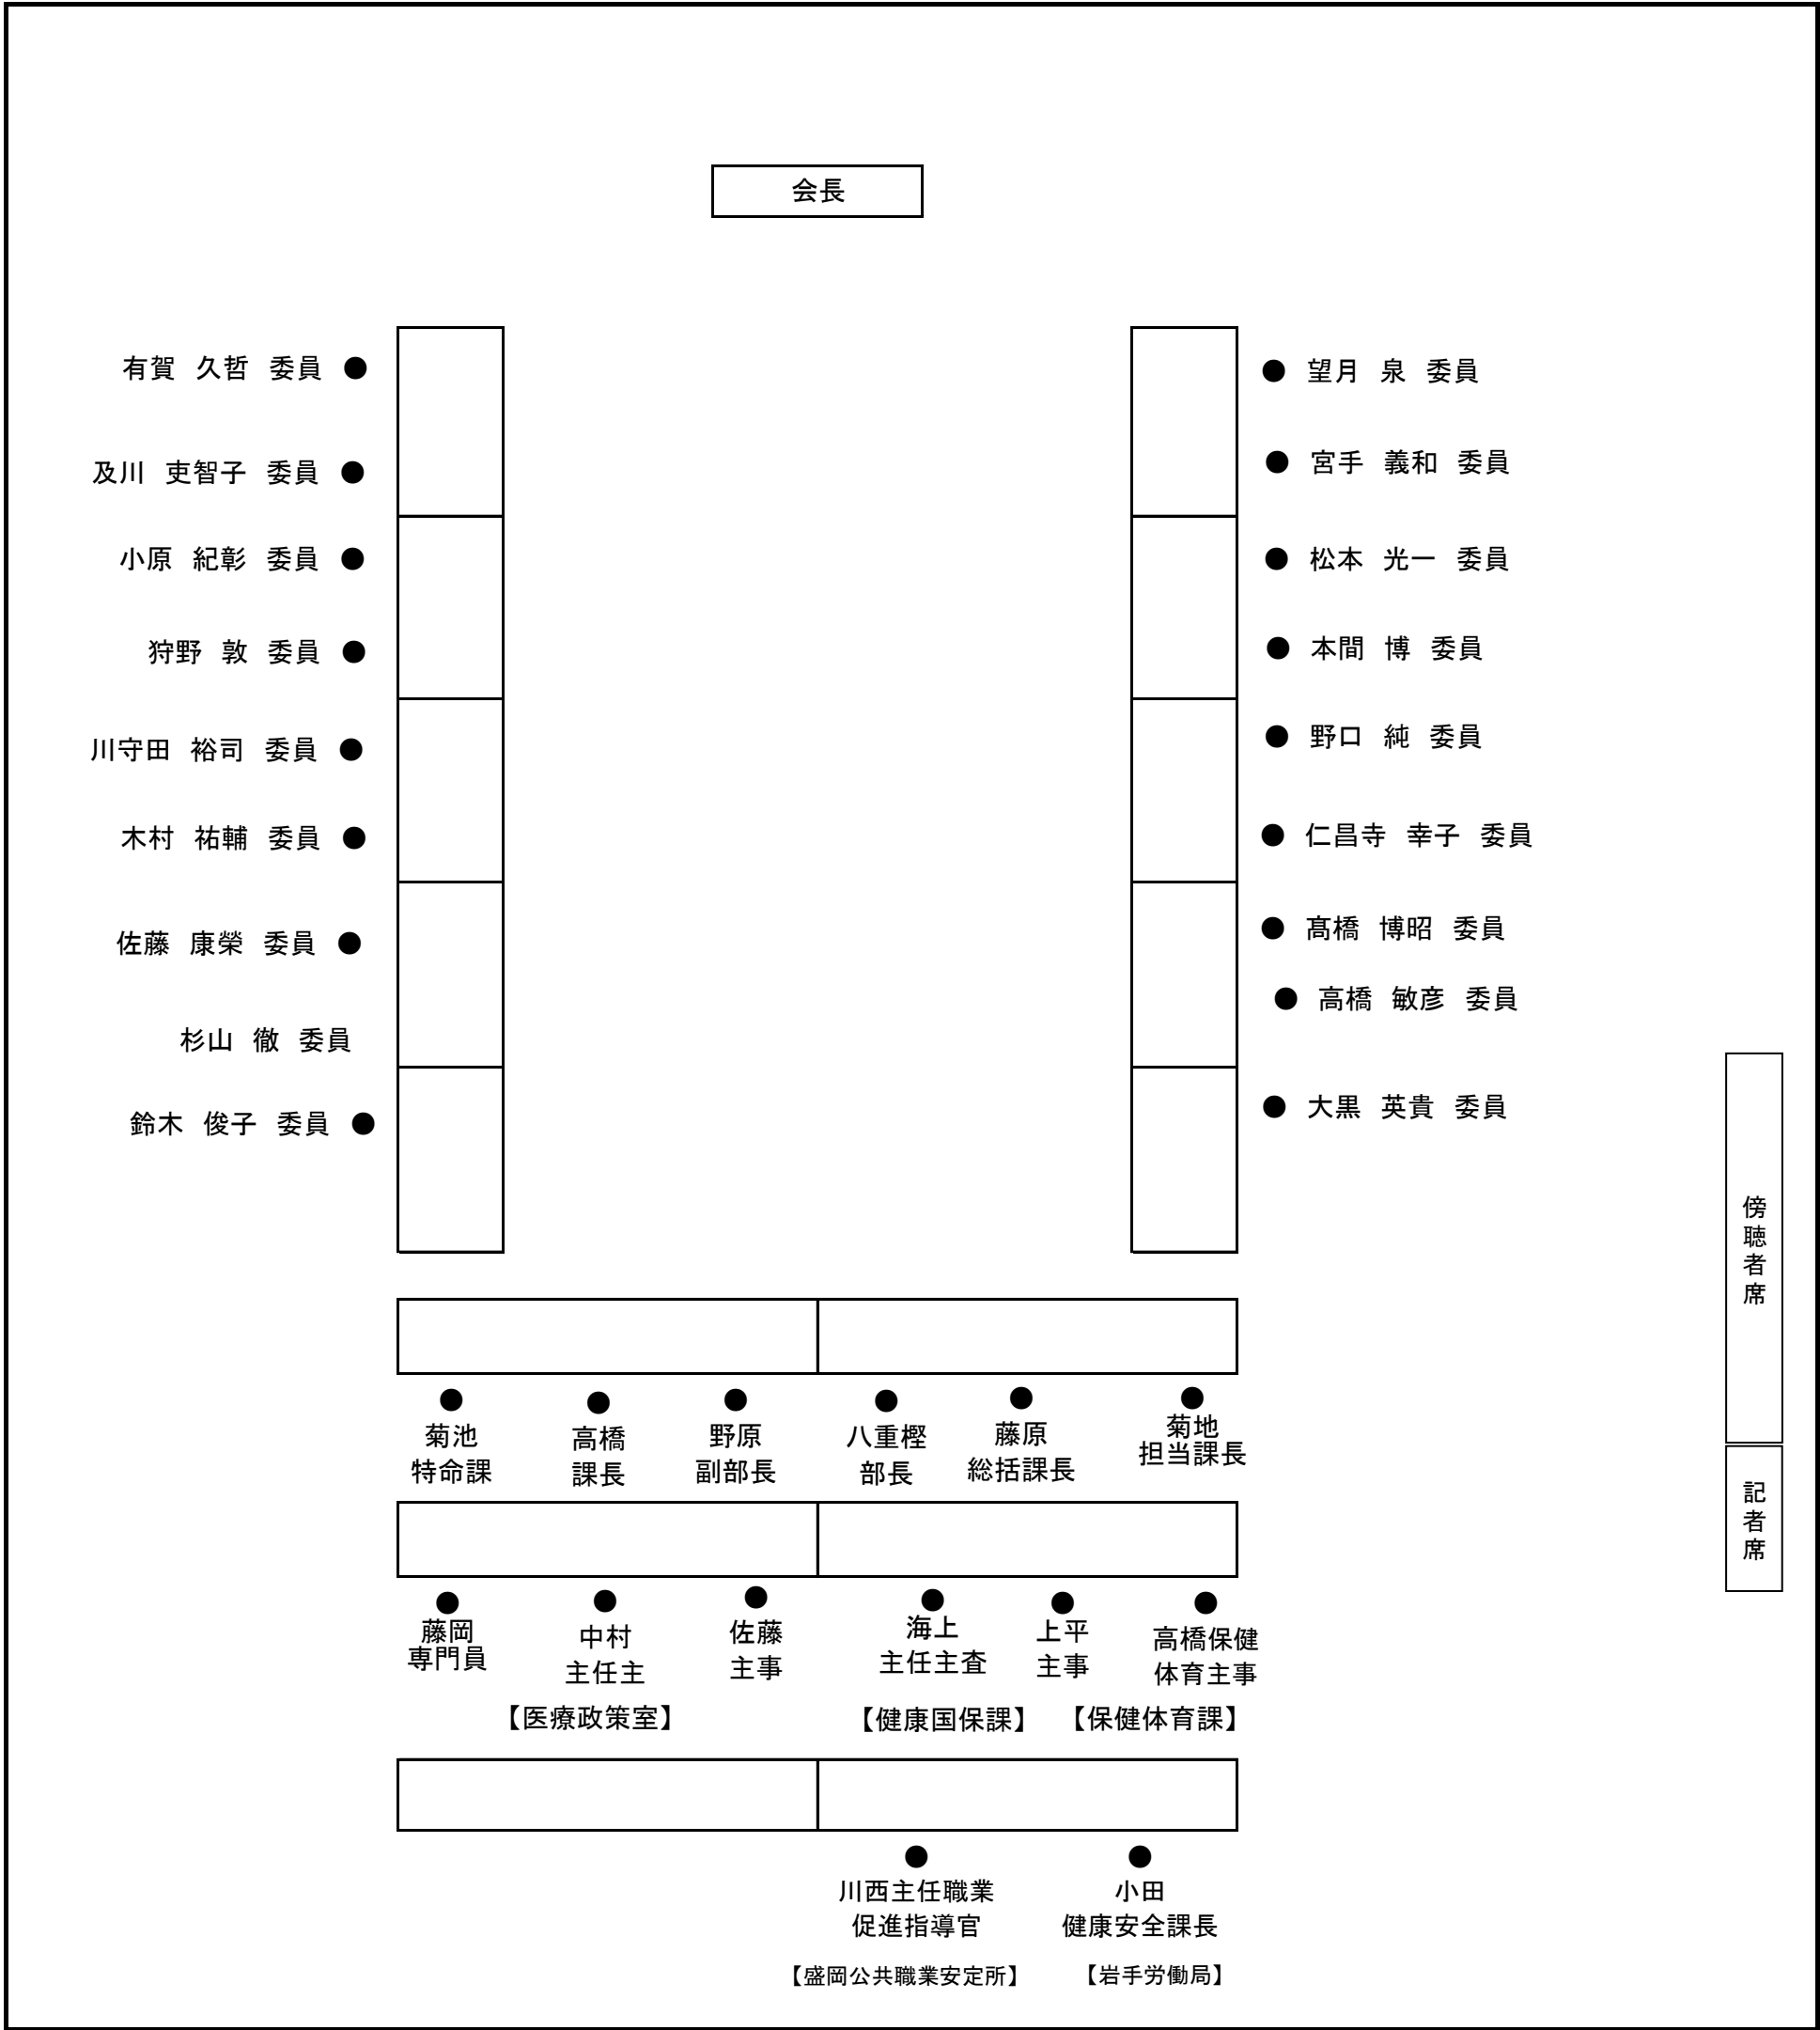 会長
有賀 久哲 委員 ●
及川 吏智子 委員 ●
小原 紀彰 委員 ●
狩野 敦 委員 ●
川守田 裕司 委員 ●
木村 祐輔 委員 ●
佐藤 康榮 委員 ●
杉山 徹 委員
鈴木 俊子 委員 ●
● 望月 泉 委員
● 宮手 義和 委員
● 松本 光一 委員
● 本間 博 委員
● 野口 純 委員
● 仁昌寺 幸子 委員
● 髙橋 博昭 委員
● 高橋 敏彦 委員
● 大黒 英貴 委員
傍聴者席
記者席
●
菊池
特命課
●
高橋
課長
●
野原
副部長
●
八重樫
部長
●
藤原
総括課長
●
菊地
担当課長
●
藤岡
専門員
●
中村
主任主
●
佐藤
主事
●
海上
主任主査
●
上平
主事
●
高橋保健
体育主事
【医療政策室】
【健康国保課】
【保健体育課】
●
川西主任職業
促進指導官
【盛岡公共職業安定所】
●
小田
健康安全課長
【岩手労働局】